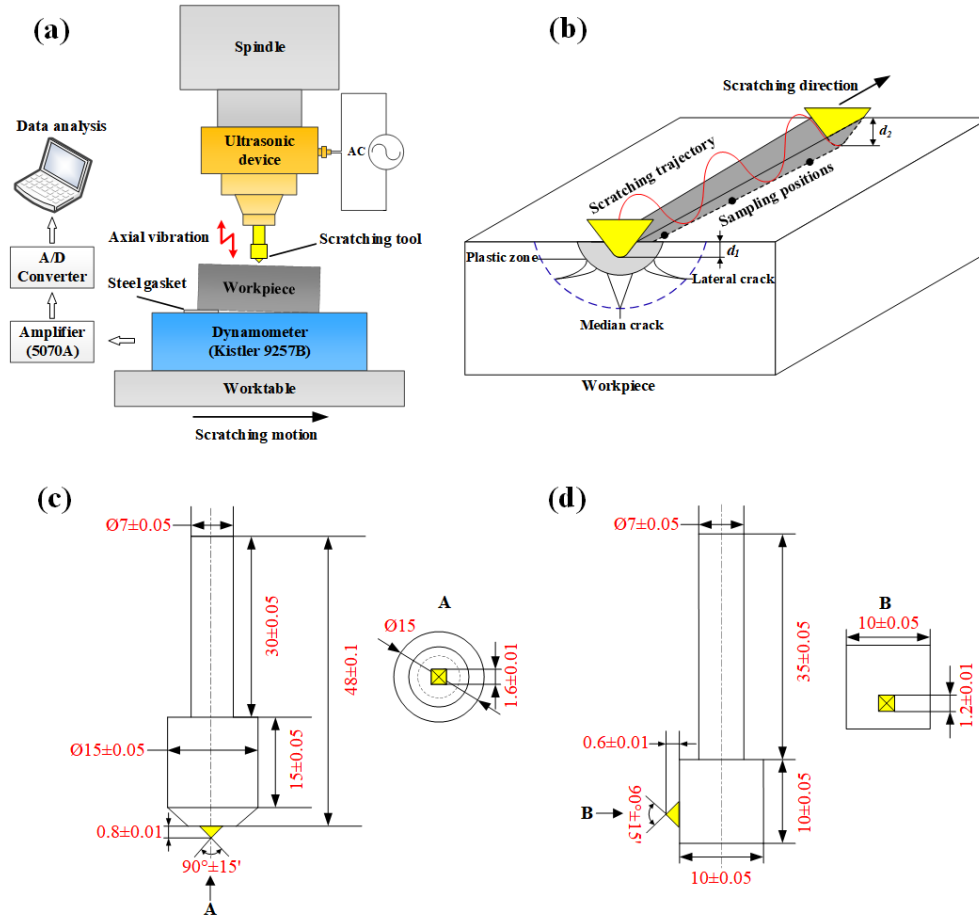 (a)
Spindle
Data analysis
Ultrasonic
device
AC
Axial vibration
Scratching tool
A/D
Converter
Steel gasket
Workpiece
Amplifier
(5070A)
Dynamometer
(Kistler 9257B)
Worktable
Scratching motion
(b)
Scratching direction
d2
Scratching trajectory
Sampling positions
d1
Plastic zone
Lateral crack
Median crack
Workpiece
(c)
Ø7±0.05
30±0.05
48±0.1
A
Ø15
1.6±0.01
Ø15±0.05
15±0.05
0.8±0.01
90°±15'
A
(d)
Ø7±0.05
35±0.05
B
10±0.05
1.2±0.01
0.6±0.01
B
90°±15'
10±0.05
10±0.05